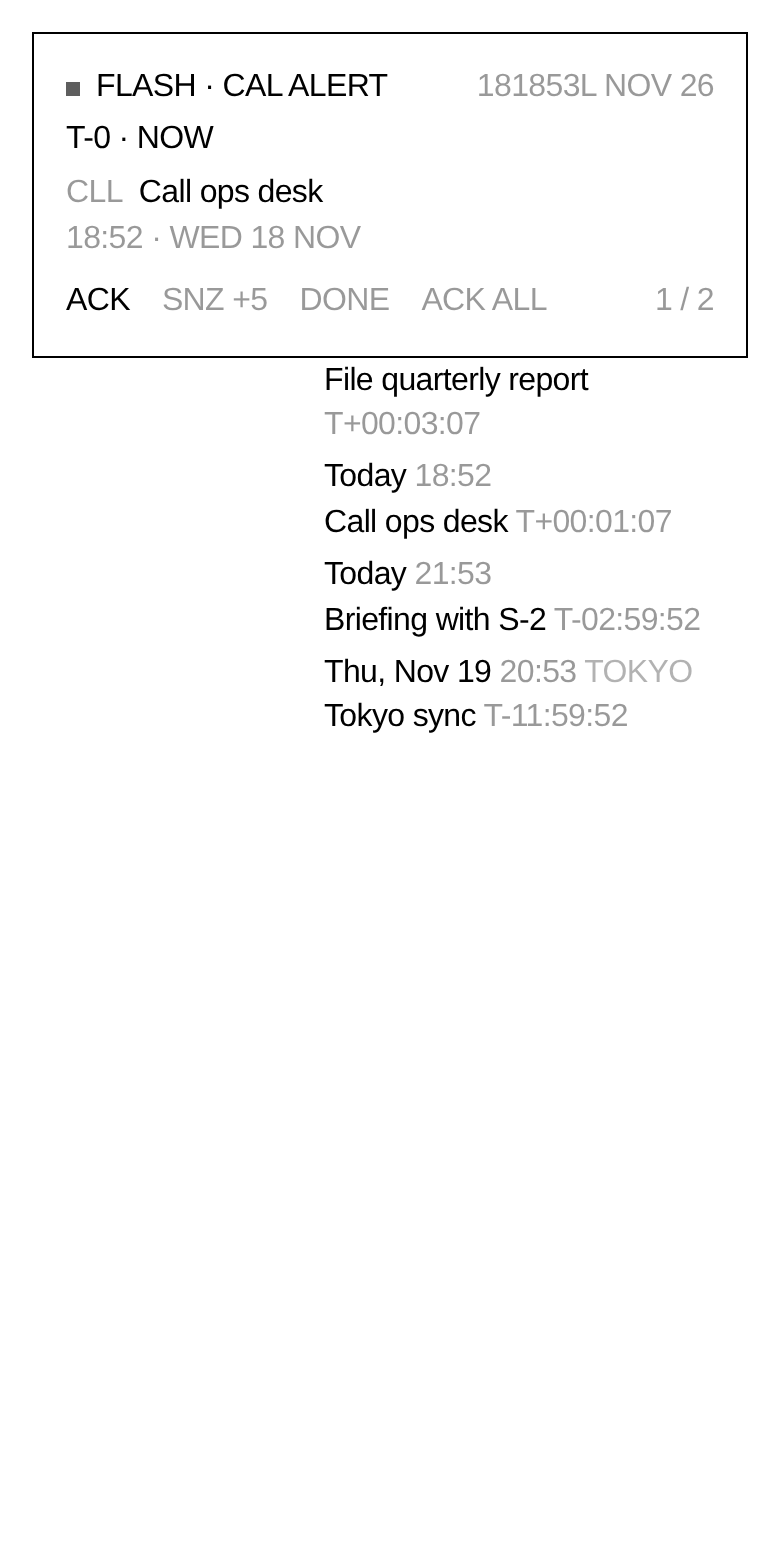 FLASH · CAL ALERT 181853L NOV 26
T-0 · NOW
CLL Call ops desk
18:52 · WED 18 NOV
ACK SNZ +5 DONE ACK ALL 1 / 2
File quarterly report
T+00:03:07
Today 18:52
Call ops desk T+00:01:07
Today 21:53
Briefing with S-2 T-02:59:52
Thu, Nov 19 20:53 TOKYO
Tokyo sync T-11:59:52